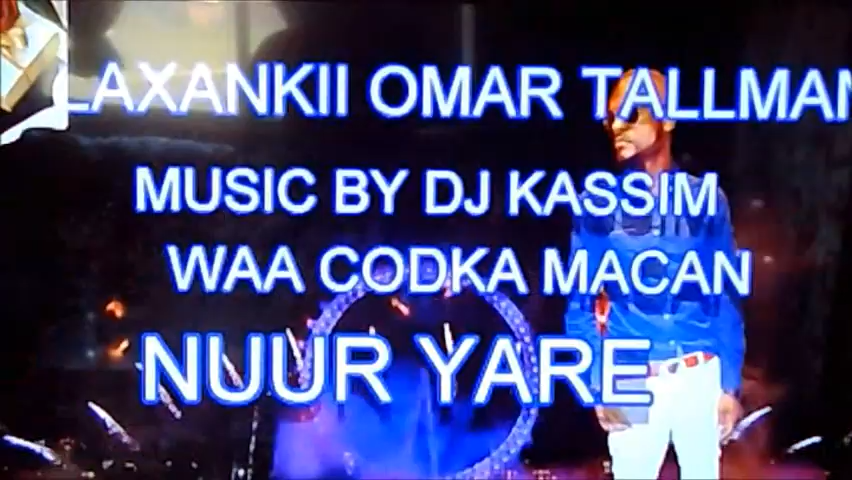 LAXANKII OMAR TALLMAN
MUSIC BY DJ KASSIM
WAA CODKA MACAN
NUUR YARE